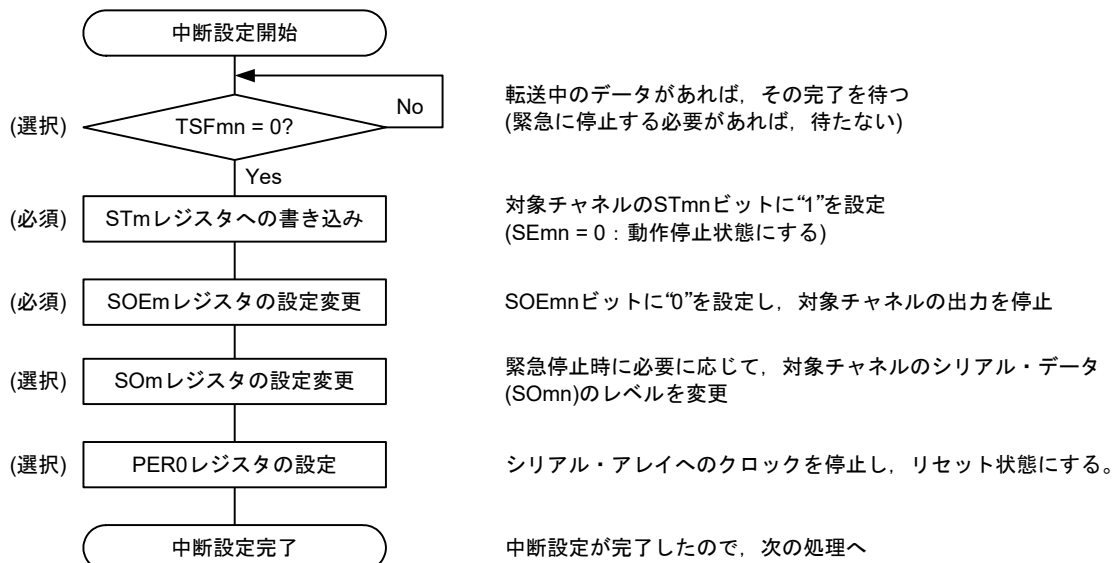 中断設定開始
No
転送中のデータがあれば，その完了を待つ
(選択)
TSFmn = 0?
(緊急に停止する必要があれば，待たない)
Yes
(必須)
STmレジスタへの書き込み
対象チャネルのSTmnビットに“1”を設定
(SEmn = 0：動作停止状態にする)
(必須)
SOEmレジスタの設定変更
SOEmnビットに“0”を設定し，対象チャネルの出力を停止
(選択)
SOmレジスタの設定変更
緊急停止時に必要に応じて，対象チャネルのシリアル・データ
(SOmn)のレベルを変更
(選択)
PER0レジスタの設定
シリアル・アレイへのクロックを停止し，リセット状態にする。
中断設定完了
中断設定が完了したので，次の処理へ